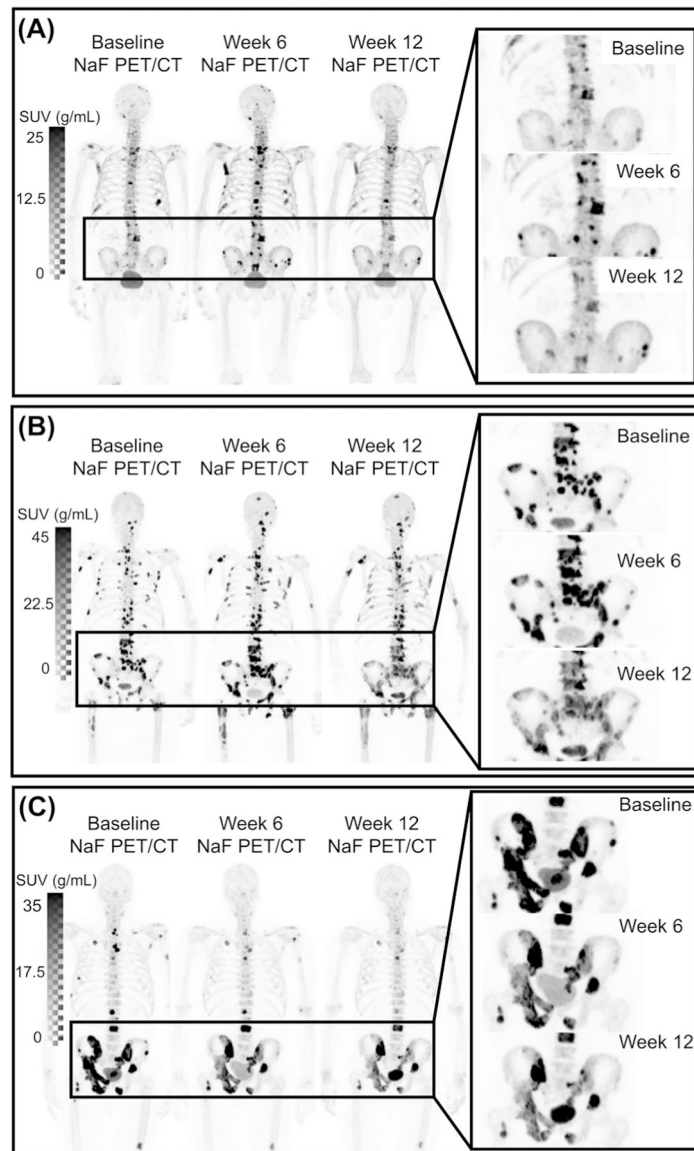 (A)
Baseline Week 6 Week 12
NaF PET/CT NaF PET/CT NaF PET/CT
SUV (g/mL)
25
12.5
0
Baseline
Week 6
Week 12
(B)
Baseline Week 6 Week 12
NaF PET/CT NaF PET/CT NaF PET/CT
SUV (g/mL)
45
22.5
0
Baseline
Week 6
Week 12
(C)
Baseline Week 6 Week 12
NaF PET/CT NaF PET/CT NaF PET/CT
SUV (g/mL)
35
17.5
0
Baseline
Week 6
Week 12